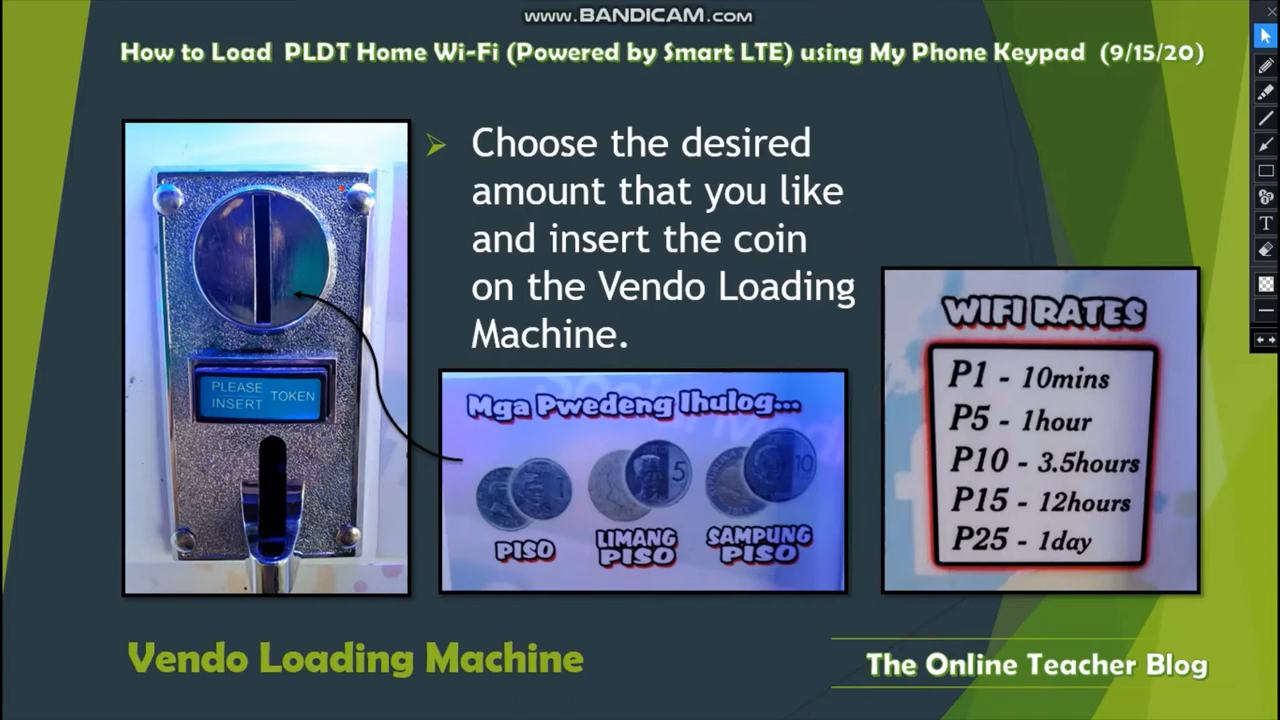 www.BANDICAM.com
How to Load PLDT Home Wi-Fi (Powered by Smart LTE) using My Phone Keypad (9/15/20)
Choose the desired
amount that you like
and insert the coin
on the Vendo Loading
Machine.
PLEASE
INSERT TOKEN
Mga Pwedeng Ihulog...
1
5
10
PISO
LIMANG
PISO
SAMPUNG
PISO
WIFI RATES
P1 - 10mins
P5 - 1hour
P10 - 3.5hours
P15 - 12hours
P25 - 1day
Vendo Loading Machine
The Online Teacher Blog